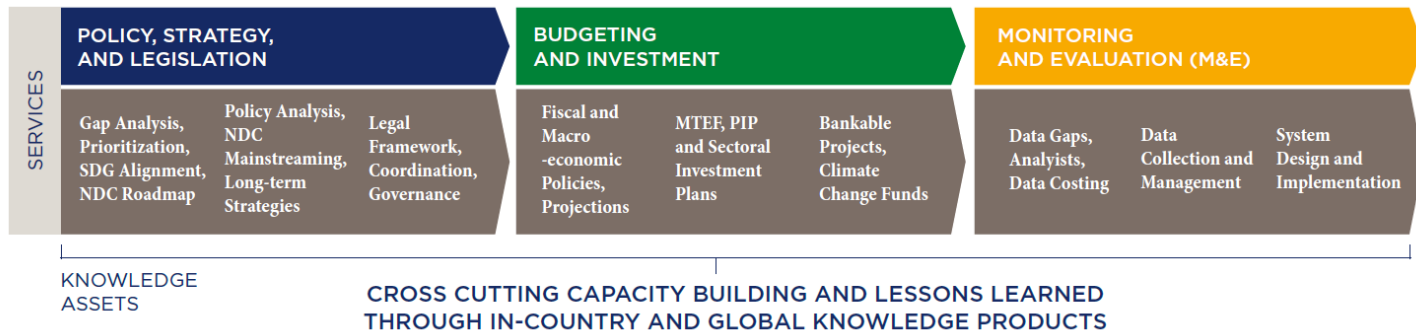 SERVICES
POLICY, STRATEGY,
AND LEGISLATION
Gap Analysis,
Prioritization,
SDG Alignment,
NDC Roadmap
Policy Analysis,
NDC
Mainstreaming,
Long-term
Strategies
Legal
Framework,
Coordination,
Governance
BUDGETING
AND INVESTMENT
Fiscal and
Macro
-economic
Policies,
Projections
MTEF, PIP
and Sectoral
Investment
Plans
Bankable
Projects,
Climate
Change Funds
MONITORING
AND EVALUATION (M&E)
Data Gaps,
Analysts,
Data Costing
Data
Collection and
Management
System
Design and
Implementation
KNOWLEDGE
ASSETS
CROSS CUTTING CAPACITY BUILDING AND LESSONS LEARNED
THROUGH IN-COUNTRY AND GLOBAL KNOWLEDGE PRODUCTS